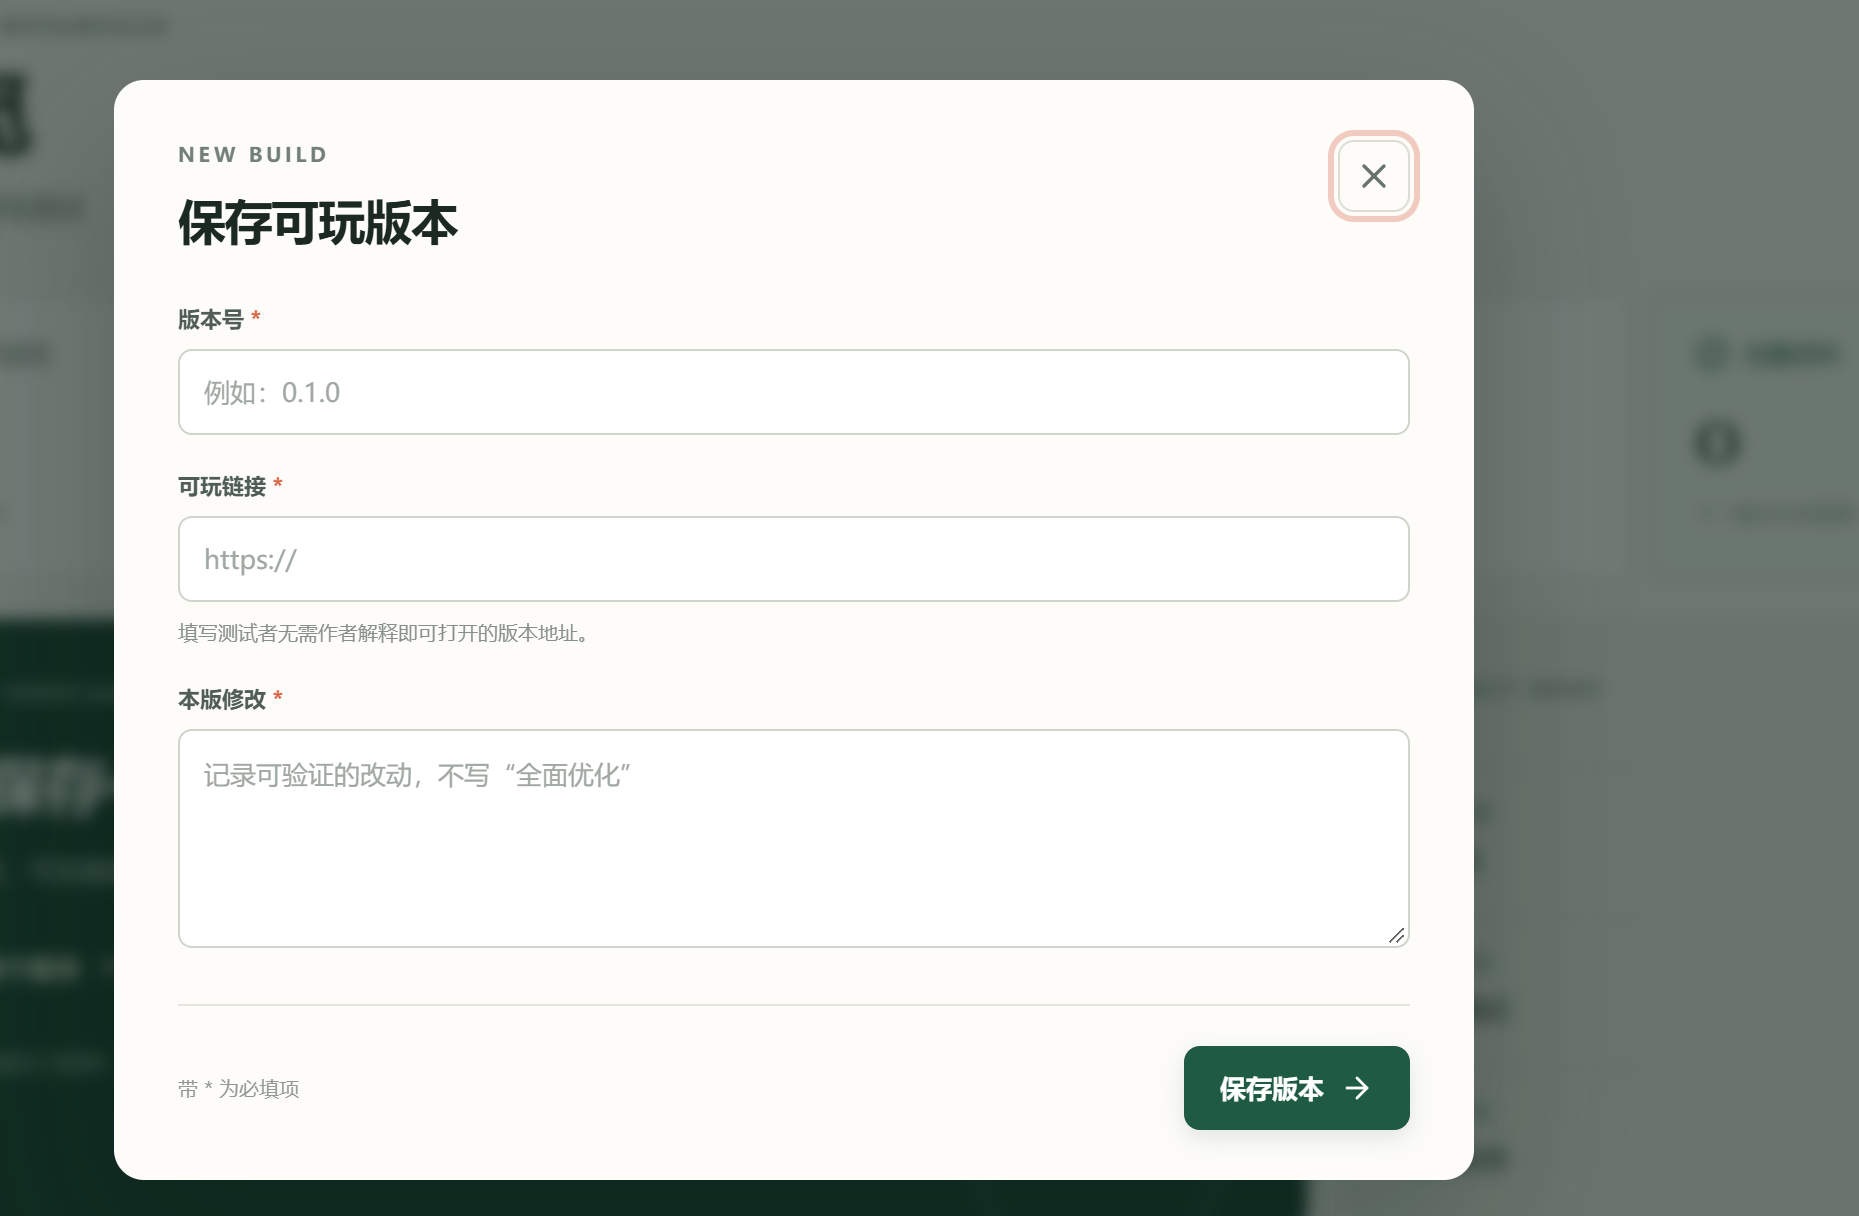 NEW BUILD
保存可玩版本
版本号 *
例如：0.1.0
可玩链接 *
https://
填写测试者无需作者解释即可打开的版本地址。
本版修改 *
记录可验证的改动，不写“全面优化”
带 * 为必填项
保存版本 →